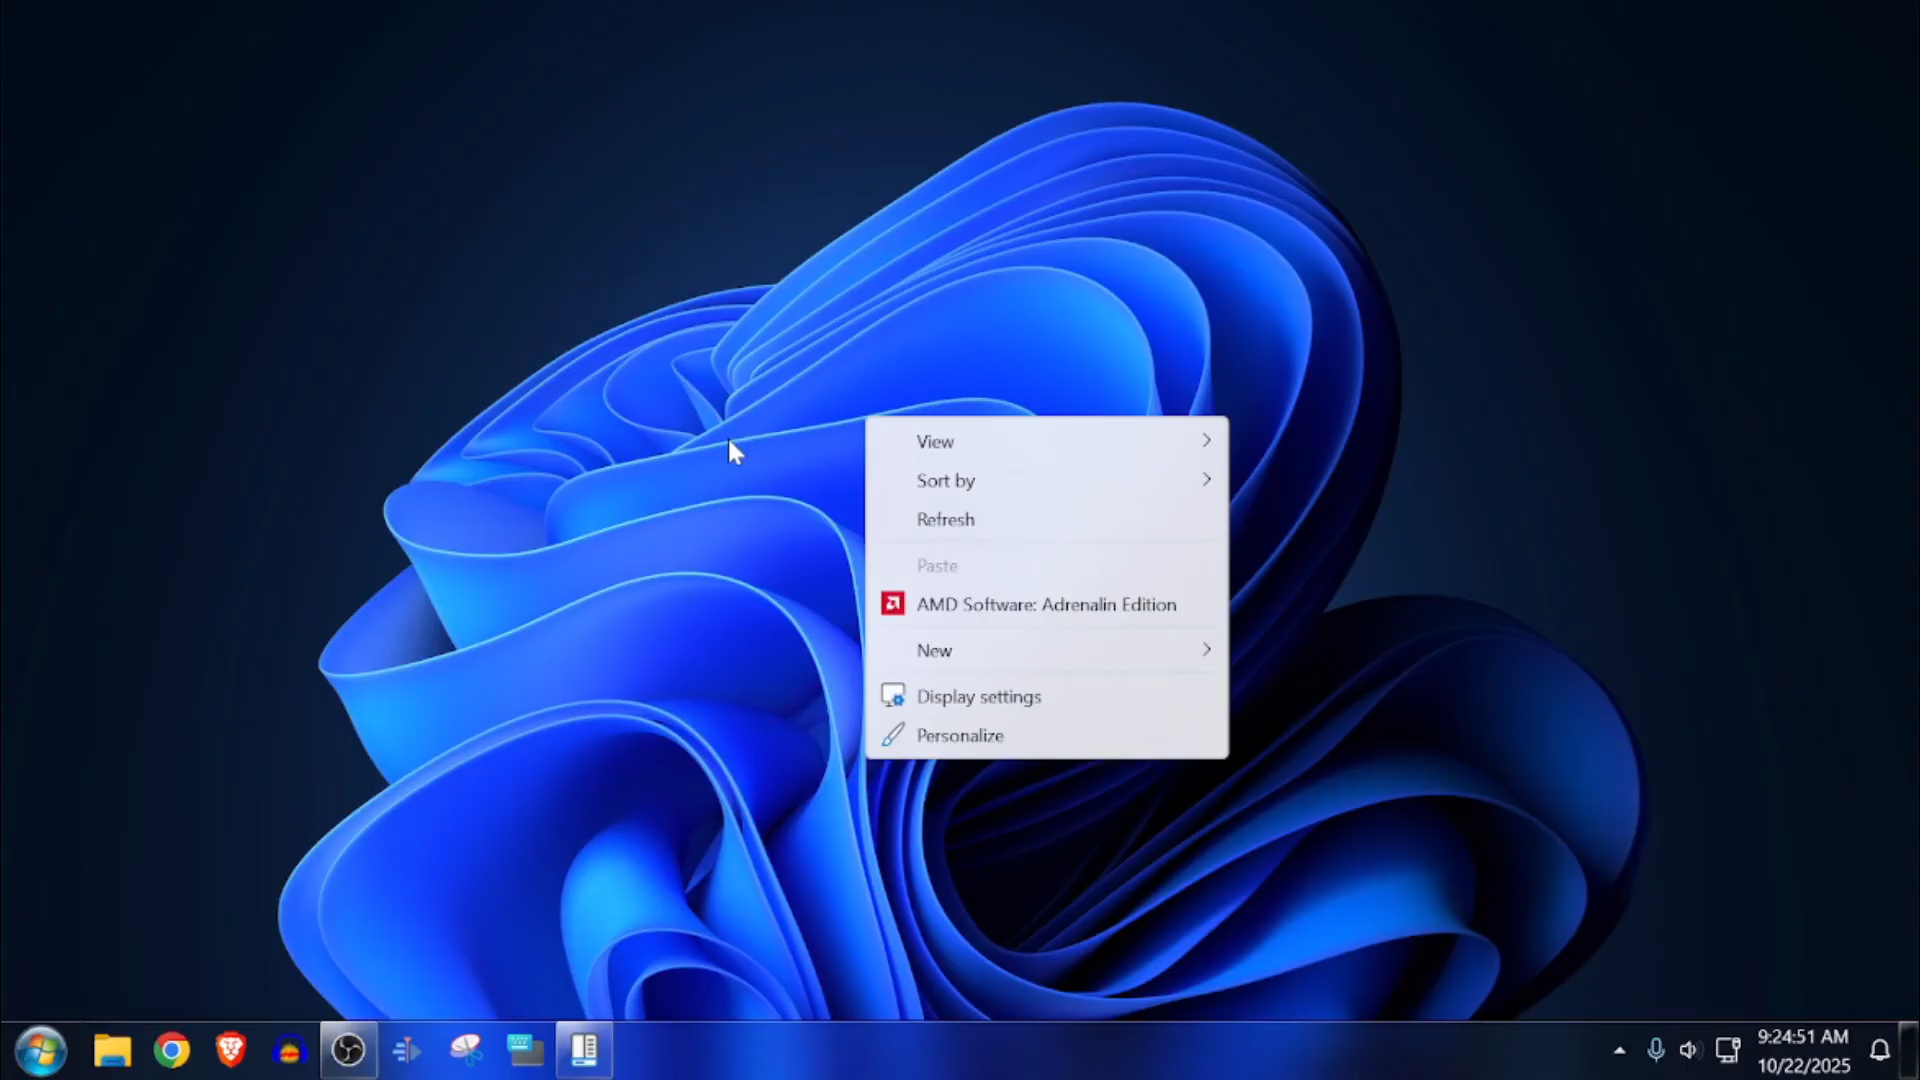 View
Sort by
Refresh
Paste
AMD Software: Adrenalin Edition
New
Display settings
Personalize
9:24:51 AM
10/22/2025